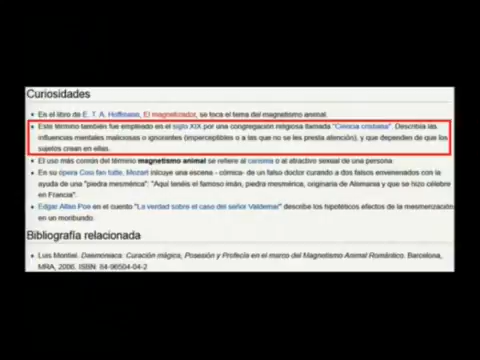 Curiosidades
En el libro de E. T. A. Hoffmann, El magnetizador, se toca el tema del magnetismo animal.
Este término también fue empleado en el siglo XIX por una congregación religiosa llamada "Ciencia cristiana". Describía las
influencias mentales maliciosas o ignorantes (imperceptibles o a las que no se les presta atención), y que dependen de que los
sujetos crean en ellas.
El uso más común del término magnetismo animal se refiere al carisma o al atractivo sexual de una persona.
En su ópera Così fan tutte, Mozart incluye una escena - cómica- de un falso doctor curando a dos falsos envenenados con la
ayuda de una "piedra mesmérica": "Aquí tenéis el famoso imán, piedra mesmérica, originaria de Alemania y que se hizo célebre
en Francia".
Edgar Allan Poe en el cuento "La verdad sobre el caso del señor Valdemar" describe los hipotéticos efectos de la mesmerización
en un moribundo.
Bibliografía relacionada
Luis Montiel. Daemoniaca: Curación mágica, Posesión y Profecía en el marco del Magnetismo Animal Romántico. Barcelona,
MRA, 2006. ISBN: 84-96504-04-2